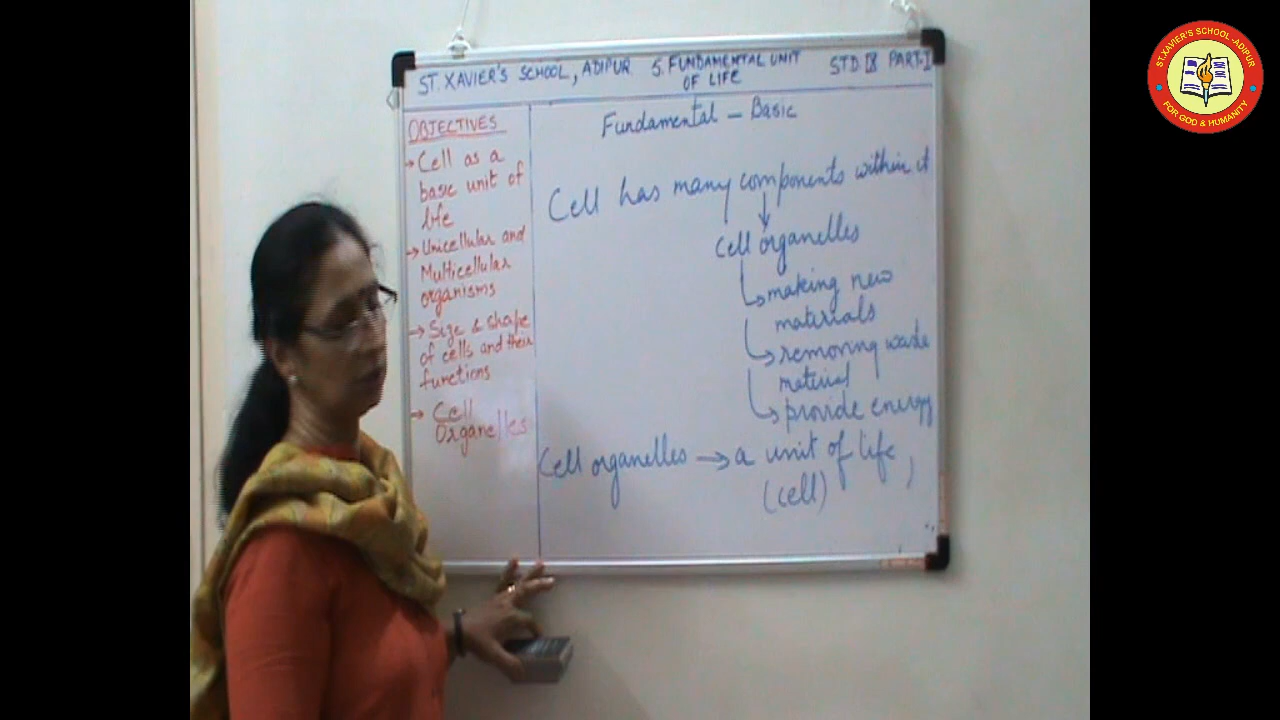 ST. XAVIER'S SCHOOL, ADIPUR 5. FUNDAMENTAL UNIT STD. IX PART-I
OF LIFE
OBJECTIVES
→ Cell as a
basic unit of
life
→ Unicellular and
Multicellular
organisms
→ Size & shape
of cells and their
functions
→ Cell
Organelles
Fundamental – Basic
Cell has many components within it
↓
Cell organelles
↳ making new
materials
↳ removing waste
material
↳ provide energy
Cell organelles → a unit of life,
(cell)
ST. XAVIER'S SCHOOL-ADIPUR
FOR GOD & HUMANITY